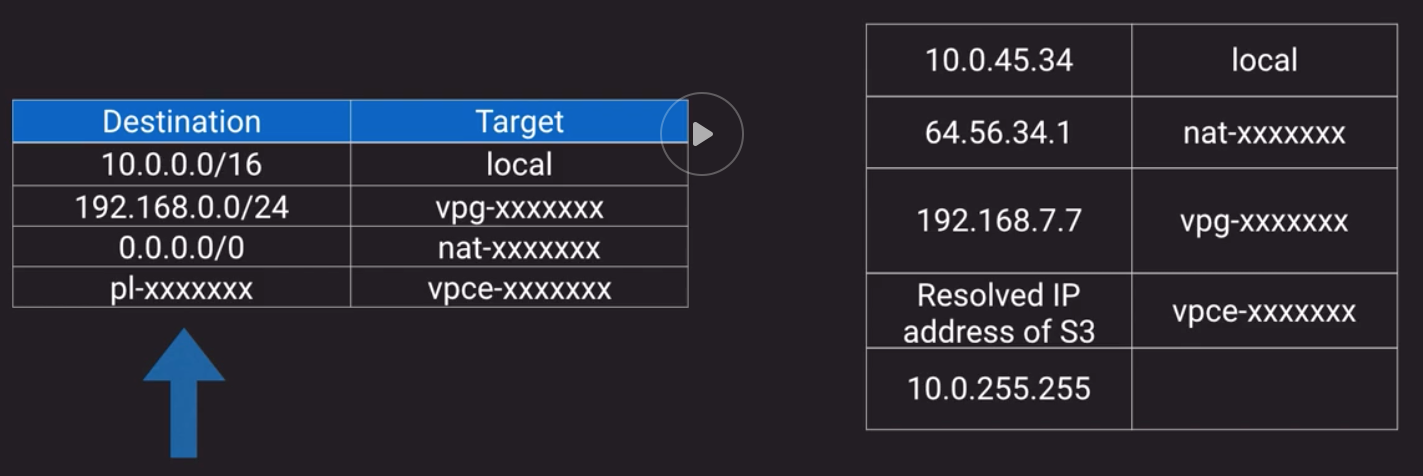 Destination Target
10.0.0.0/16 local
192.168.0.0/24 vpg-xxxxxxx
0.0.0.0/0 nat-xxxxxxx
pl-xxxxxxx vpce-xxxxxxx
10.0.45.34 local
64.56.34.1 nat-xxxxxxx
192.168.7.7 vpg-xxxxxxx
Resolved IP
address of S3 vpce-xxxxxxx
10.0.255.255